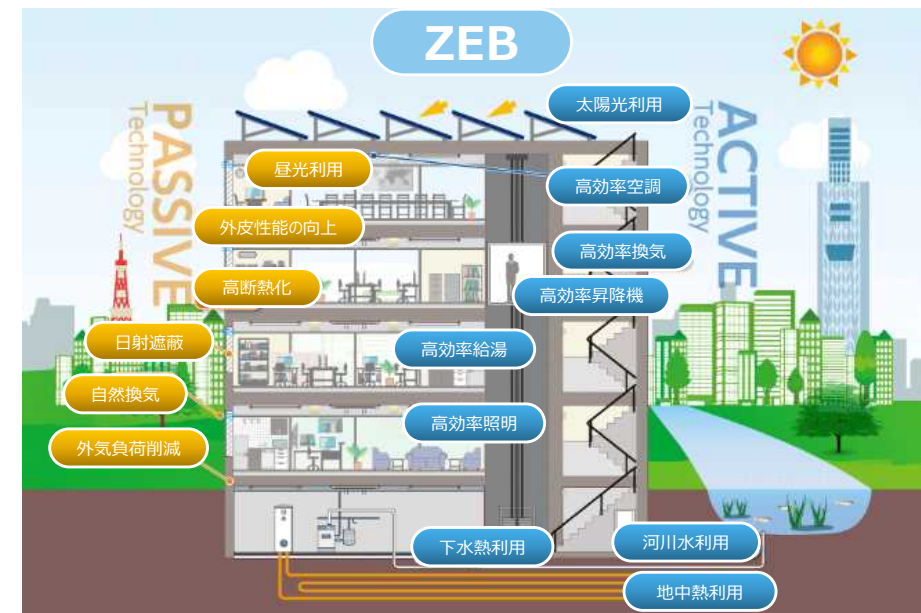 ZEB
PASSIVE
Technology
ACTIVE
Technology
太陽光利用
昼光利用
高効率空調
外皮性能の向上
高効率換気
高断熱化
高効率昇降機
日射遮蔽
高効率給湯
自然換気
高効率照明
外気負荷削減
下水熱利用
河川水利用
地中熱利用